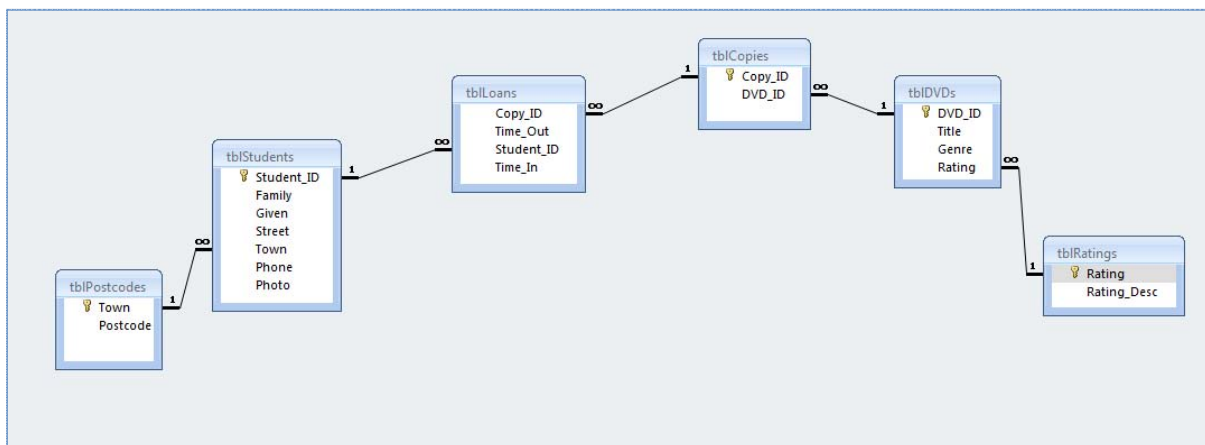 tblPostcodes
Town
Postcode
1
∞
tblStudents
Student_ID
Family
Given
Street
Town
Phone
Photo
1
∞
tblLoans
Copy_ID
Time_Out
Student_ID
Time_In
∞
1
tblCopies
Copy_ID
DVD_ID
∞
1
tblDVDs
DVD_ID
Title
Genre
Rating
∞
1
tblRatings
Rating
Rating_Desc